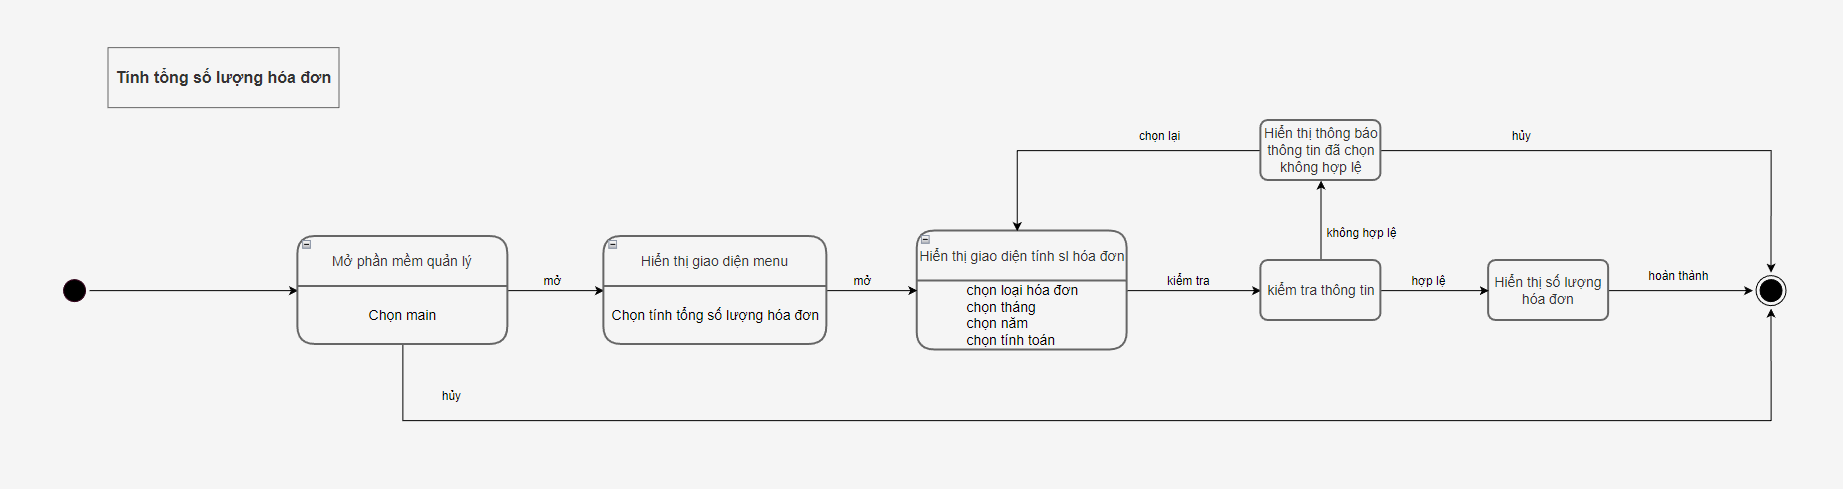 Tính tổng số lượng hóa đơn
chọn lại
Hiển thị thông báo
thông tin đã chọn
không hợp lệ
hủy
không hợp lệ
Mở phần mềm quản lý
Chọn main
mở
Hiển thị giao diện menu
Chọn tính tổng số lượng hóa đơn
mở
Hiển thị giao diện tính sl hóa đơn
chọn loại hóa đơn
chọn tháng
chọn năm
chọn tính toán
kiểm tra
kiểm tra thông tin
hợp lệ
Hiển thị số lượng
hóa đơn
hoàn thành
hủy